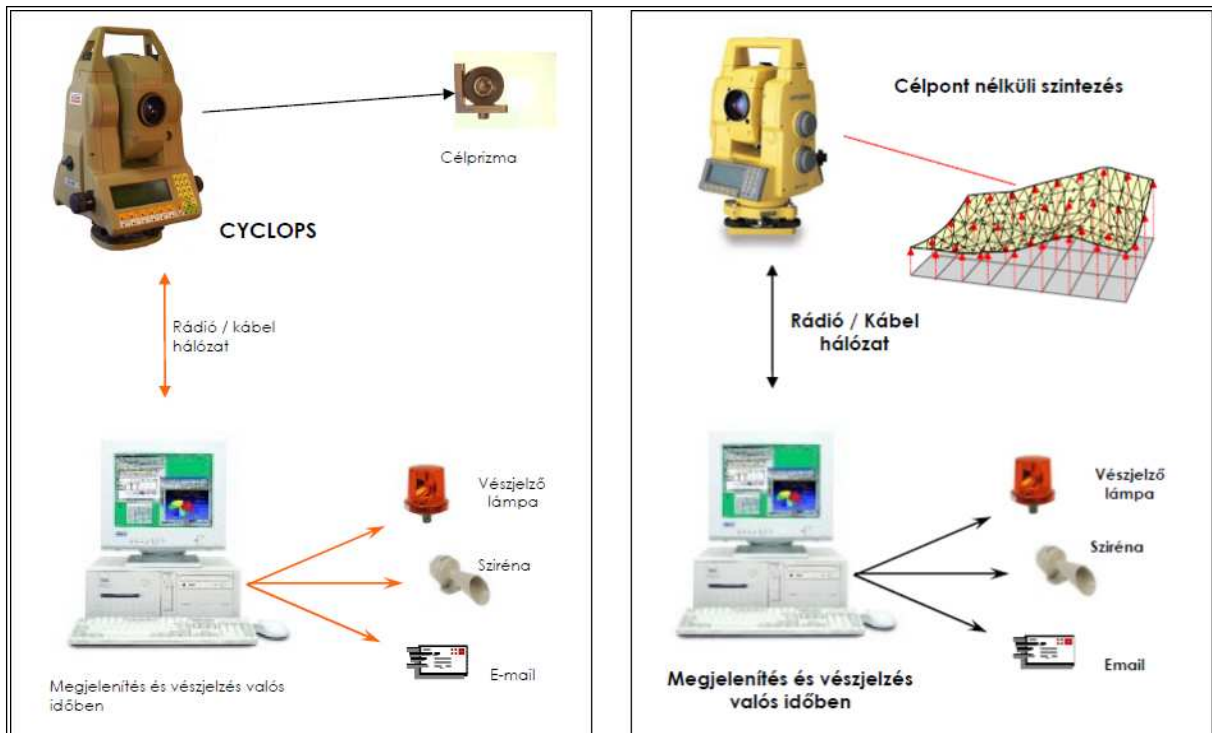 Célprizma
CYCLOPS
Rádió / kábel
hálózat
Vészjelző
lámpa
Sziréna
E-mail
Megjelenítés és vészjelzés valós
időben
Célpont nélküli szintezés
Rádió / Kábel
hálózat
Vészjelző
lámpa
Sziréna
Email
Megjelenítés és vészjelzés
valós időben